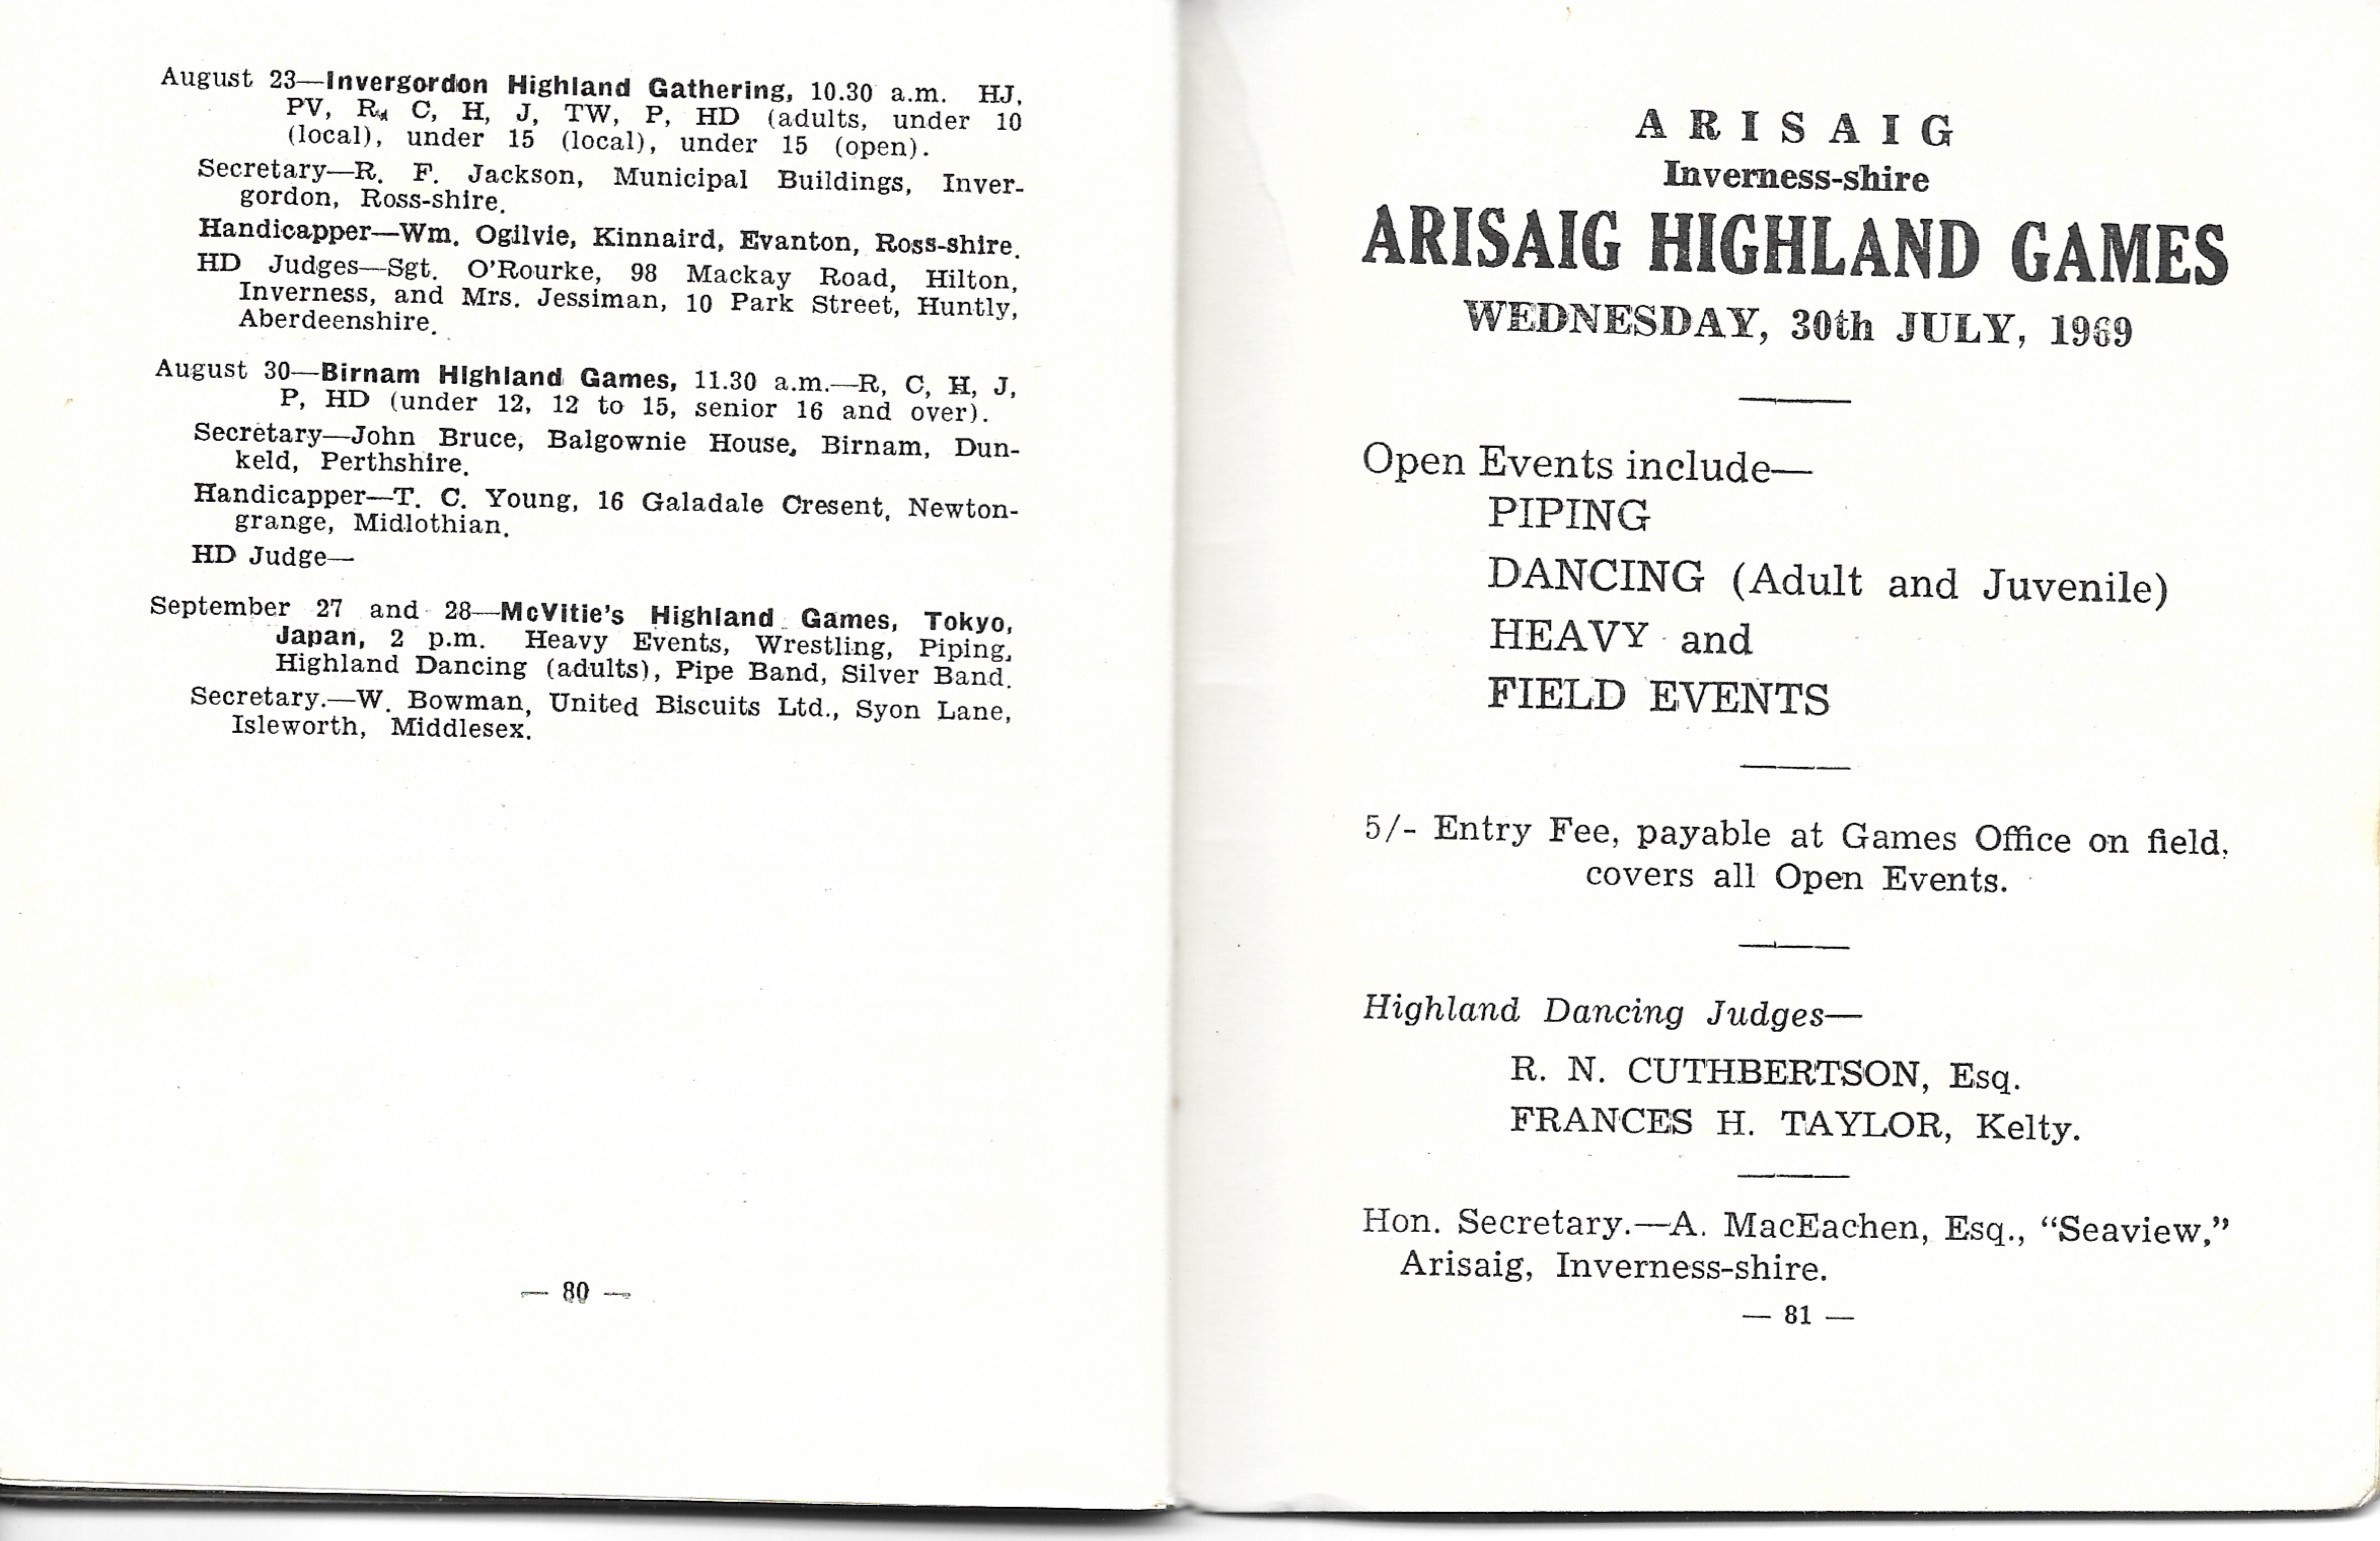 August 23—Invergordon Highland Gathering, 10.30 a.m. HJ,
PV, R, C, H, J, TW, P, HD (adults, under 10
(local), under 15 (local), under 15 (open).
Secretary—R. F. Jackson, Municipal Buildings, Inver-
gordon, Ross-shire.
Handicapper—Wm. Ogilvie, Kinnaird, Evanton, Ross-shire.
HD Judges—Sgt. O'Rourke, 98 Mackay Road, Hilton,
Inverness, and Mrs. Jessiman, 10 Park Street, Huntly,
Aberdeenshire.
August 30—Birnam Highland Games, 11.30 a.m.—R, C, H, J,
P, HD (under 12, 12 to 15, senior 16 and over).
Secretary—John Bruce, Balgownie House, Birnam, Dun-
keld, Perthshire.
Handicapper—T. C. Young, 16 Galadale Cresent, Newton-
grange, Midlothian.
HD Judge—
September 27 and 28—McVitie's Highland Games, Tokyo,
Japan, 2 p.m. Heavy Events, Wrestling, Piping,
Highland Dancing (adults), Pipe Band, Silver Band.
Secretary.—W. Bowman, United Biscuits Ltd., Syon Lane,
Isleworth, Middlesex.
— 80 —
ARISAIG
Inverness-shire
ARISAIG HIGHLAND GAMES
WEDNESDAY, 30th JULY, 1969
Open Events include—
PIPING
DANCING (Adult and Juvenile)
HEAVY and
FIELD EVENTS
5/- Entry Fee, payable at Games Office on field,
covers all Open Events.
Highland Dancing Judges—
R. N. CUTHBERTSON, Esq.
FRANCES H. TAYLOR, Kelty.
Hon. Secretary.—A. MacEachen, Esq., “Seaview,”
Arisaig, Inverness-shire.
— 81 —